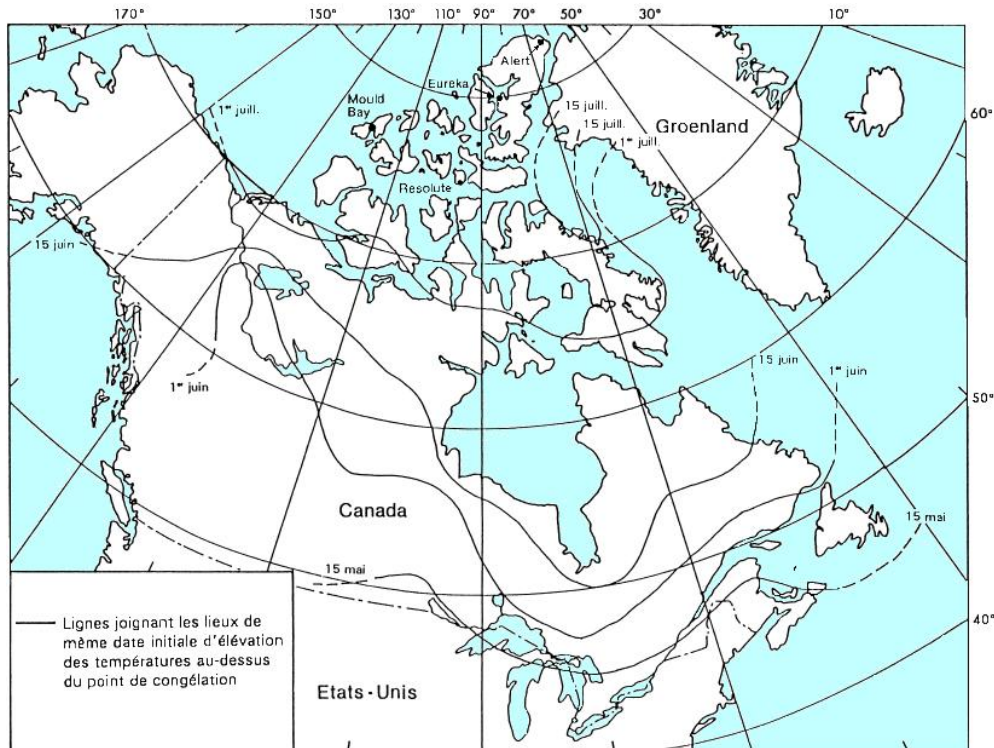 170° 150° 130° 110° 90° 70° 50° 30° 10°
Alert
Eureka
Mould
Bay
1er juill.
15 juill.
15 juill.
1er juill.
Groenland
60°
Resolute
15 juin
1er juin
15 juin
1er juin
50°
Canada
15 mai
15 mai
40°
Lignes joignant les lieux de
même date initiale d'élévation
des températures au-dessus
du point de congélation
Etats-Unis